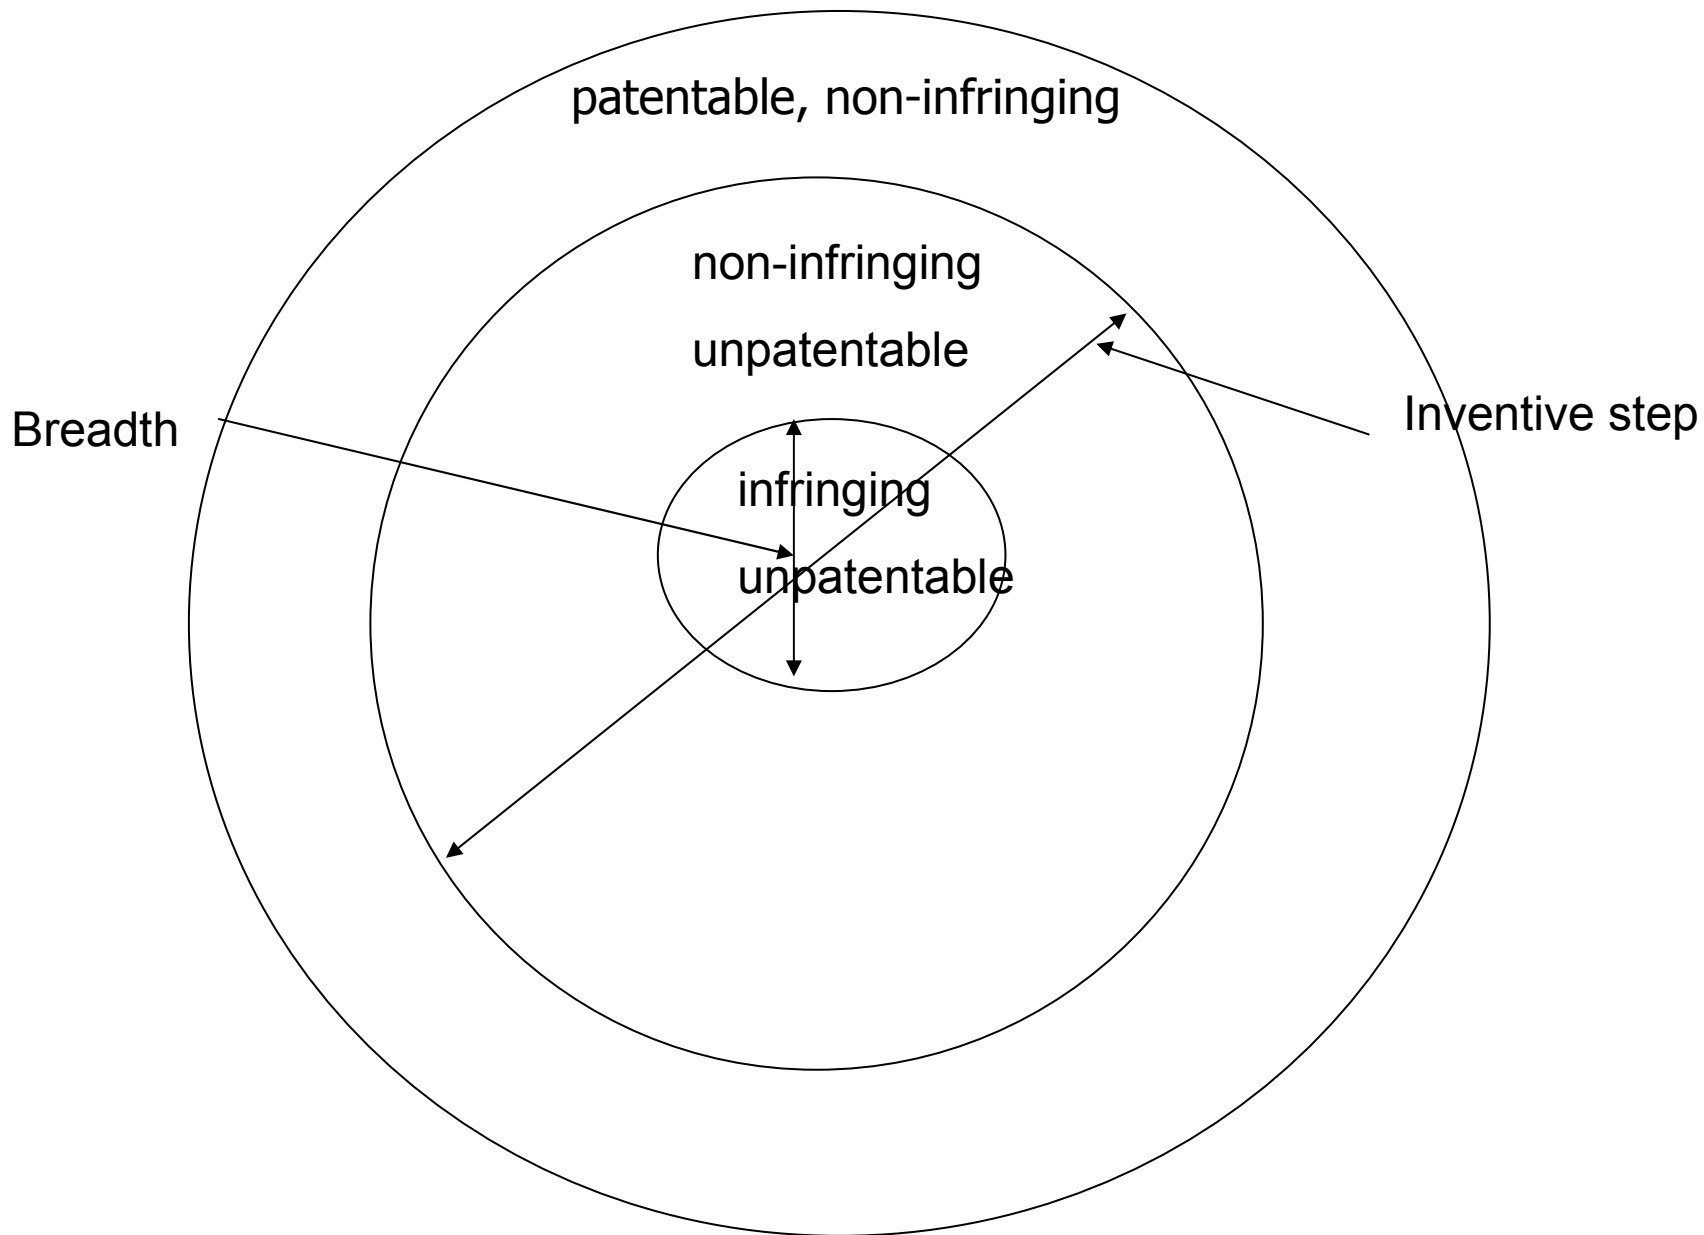 patentable, non-infringing
non-infringing
unpatentable
Breadth
Inventive step
infringing
unpatentable